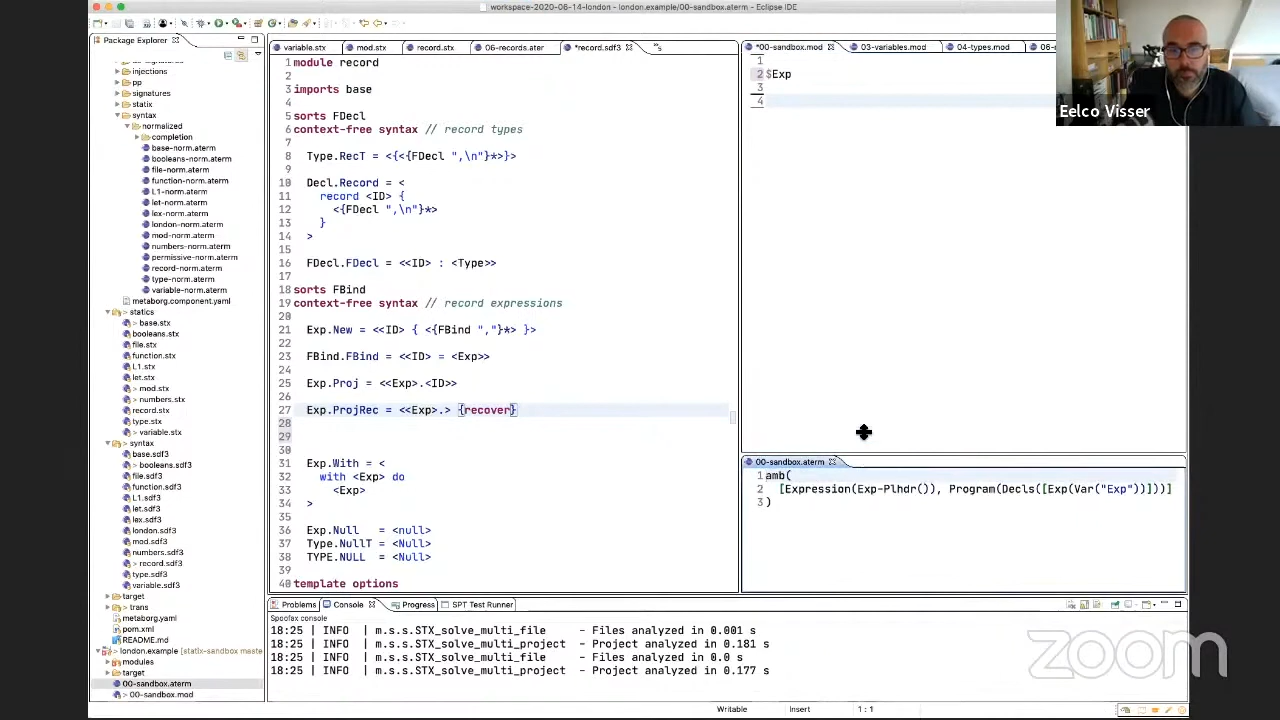 workspace-2020-06-14-london - london.example/00-sandbox.aterm - Eclipse IDE
Package Explorer
injections
pp
signatures
statix
syntax
normalized
completion
base-norm.aterm
booleans-norm.aterm
file-norm.aterm
function-norm.aterm
L1-norm.aterm
let-norm.aterm
lex-norm.aterm
london-norm.aterm
mod-norm.aterm
numbers-norm.aterm
permissive-norm.aterm
record-norm.aterm
type-norm.aterm
variable-norm.aterm
metaborg.component.yaml
> statics
> base.stx
booleans.stx
file.stx
function.stx
L1.stx
let.stx
> mod.stx
> numbers.stx
record.stx
type.stx
> variable.stx
> syntax
base.sdf3
> booleans.sdf3
file.sdf3
function.sdf3
L1.sdf3
let.sdf3
lex.sdf3
london.sdf3
mod.sdf3
numbers.sdf3
> record.sdf3
type.sdf3
variable.sdf3
target
> trans
metaborg.yaml
pom.xml
README.md
> london.example [statix-sandbox maste
modules
target
00-sandbox.aterm
> 00-sandbox.mod
variable.stx mod.stx record.stx 06-records.ater *record.sdf3
1 module record
2
3 imports base
4
5 sorts FDecl
6 context-free syntax // record types
7
8 Type.RecT = <{<{FDecl ",\n"}*>}>
9
10 Decl.Record = <
11 record <ID> {
12 <{FDecl ",\n"}*>
13 }
14 >
15
16 FDecl.FDecl = <<ID> : <Type>>
17
18 sorts FBind
19 context-free syntax // record expressions
20
21 Exp.New = <<ID> { <{FBind ","}*> }>
22
23 FBind.FBind = <<ID> = <Exp>>
24
25 Exp.Proj = <<Exp>.<ID>>
26
27 Exp.ProjRec = <<Exp>.> {recover}
28
29
30
31 Exp.With = <
32 with <Exp> do
33 <Exp>
34 >
35
36 Exp.Null = <null>
37 Type.NullT = <Null>
38 TYPE.NULL = <Null>
39
40 template options
*00-sandbox.mod 03-variables.mod 04-types.mod 06-
1
2 $Exp
3
4
Eelco Visser
00-sandbox.aterm
1 amb(
2 [Expression(Exp-Plhdr()), Program(Decls([Exp(Var("Exp"))]))]
3 )
Problems Console Progress SPT Test Runner
Spoofax console
18:25 | INFO | m.s.s.STX_solve_multi_file - Files analyzed in 0.001 s
18:25 | INFO | m.s.s.STX_solve_multi_project - Project analyzed in 0.181 s
18:25 | INFO | m.s.s.STX_solve_multi_file - Files analyzed in 0.0 s
18:25 | INFO | m.s.s.STX_solve_multi_project - Project analyzed in 0.177 s
zoom
Writable Insert 1 : 1